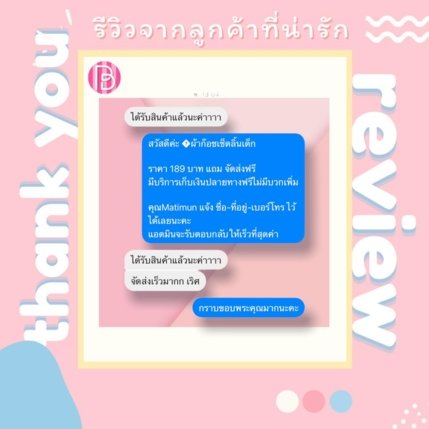 รีวิวจากลูกค้าที่น่ารัก
thank you
review
ได้รับสินค้าแล้วนะค่าาาา
สวัสดีค่ะ �ผ้าก๊อซเช็ดลิ้นเด็ก
ราคา 189 บาท แถม จัดส่งฟรี
มีบริการเก็บเงินปลายทางฟรีไม่มีบวกเพิ่ม
คุณMatimun แจ้ง ชื่อ-ที่อยู่-เบอร์โทร ไว้
ได้เลยนะคะ
แอดมินจะรีบตอบกลับ ให้เร็วที่สุดค่า
ได้รับสินค้าแล้วนะค่าาาา
จัดส่งเร็วมากก เริศ
กราบขอบพระคุณมากนะคะ